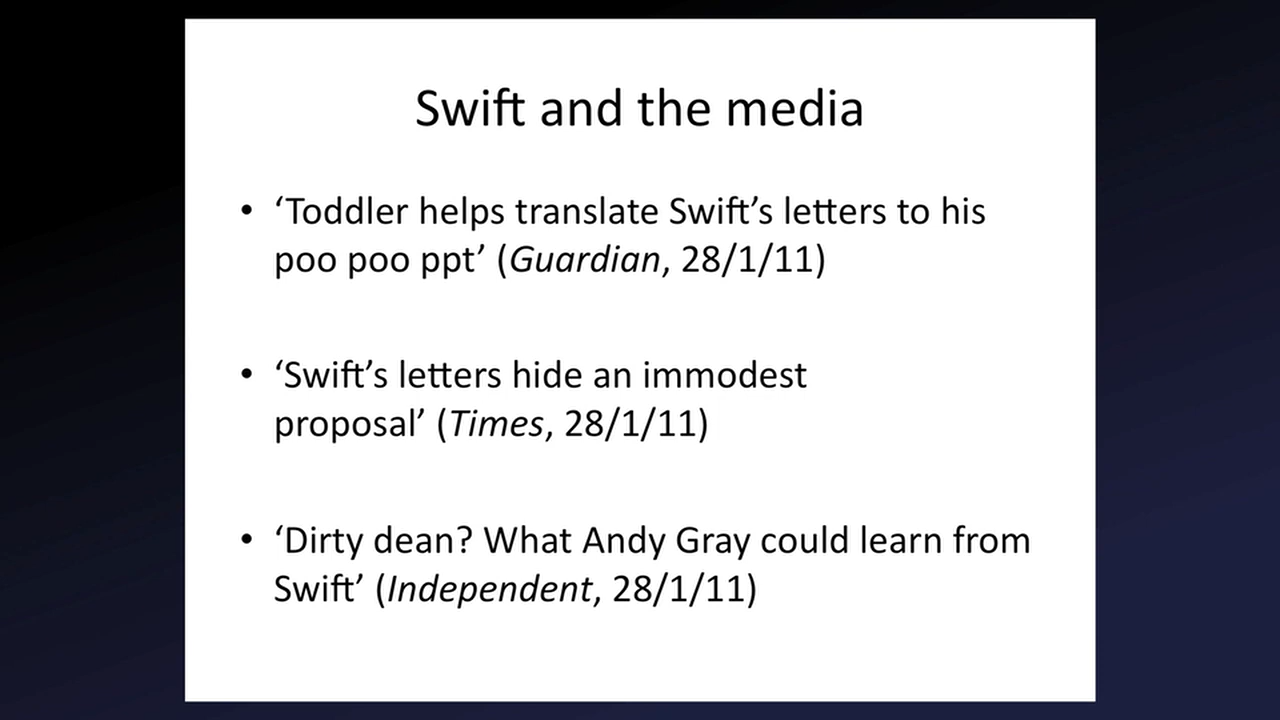 Swift and the media
• ‘Toddler helps translate Swift’s letters to his
poo poo ppt’ (Guardian, 28/1/11)
• ‘Swift’s letters hide an immodest
proposal’ (Times, 28/1/11)
• ‘Dirty dean? What Andy Gray could learn from
Swift’ (Independent, 28/1/11)